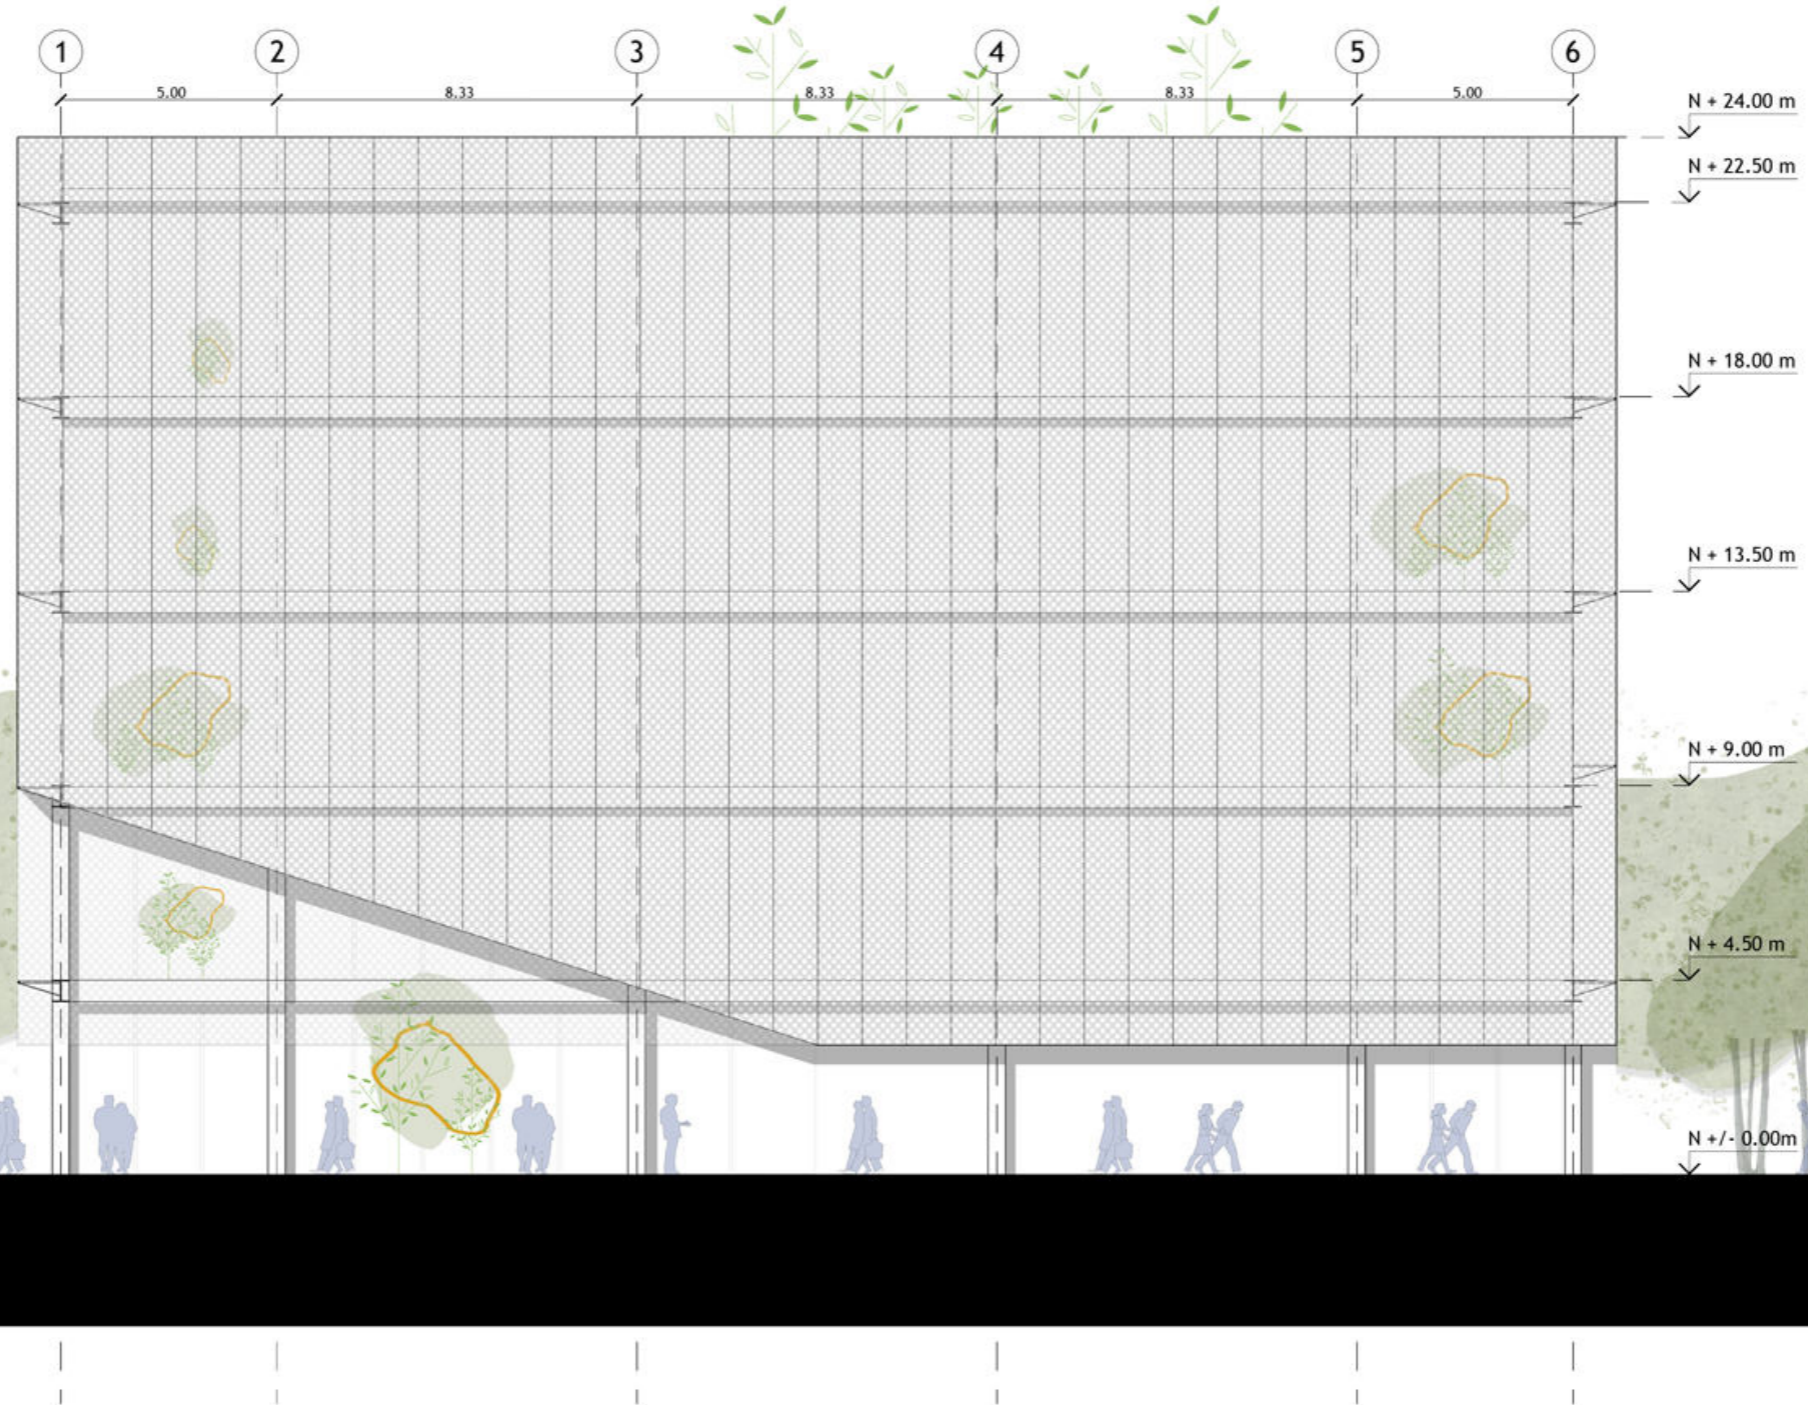 1 2 3 4 5 6
5.00 8.33 8.33 8.33 5.00
N + 24.00 m
N + 22.50 m
N + 18.00 m
N + 13.50 m
N + 9.00 m
N + 4.50 m
N +/- 0.00m